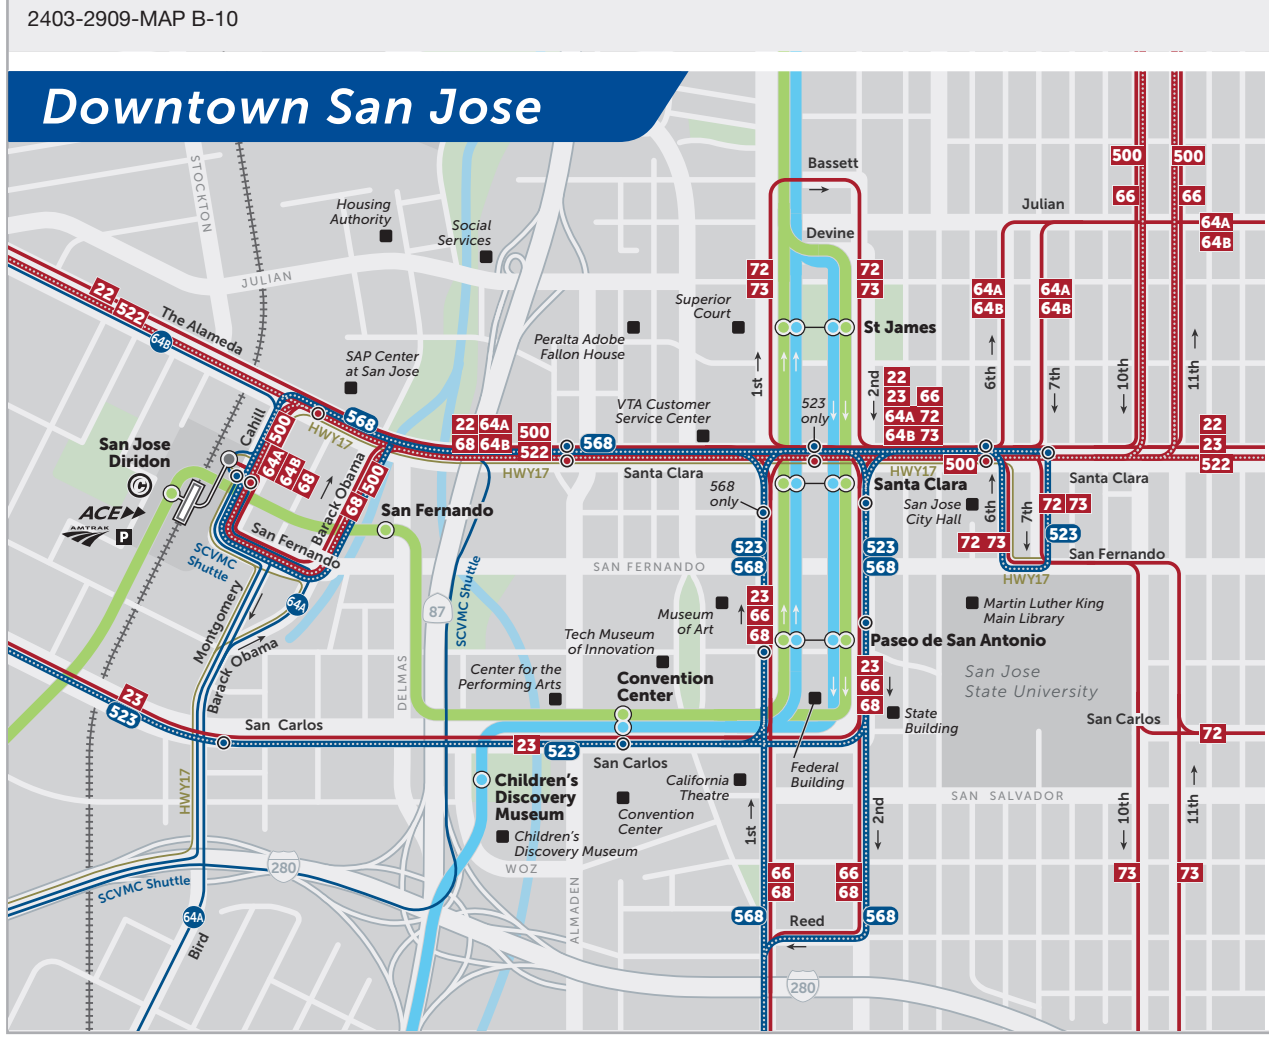 2403-2909-MAP B-10
Downtown San Jose
STOCKTON
Housing
Authority
Social
Services
JULIAN
Bassett
Devine
Julian
500
500
66
66
64A
64B
72
73
72
73
64A
64B
64A
64B
22
522
64B
The Alameda
Superior
Court
St James
Peralta Adobe
Fallon House
SAP Center
at San Jose
1st
2nd
6th
7th
10th
11th
22
23
66
64A
72
64B
73
VTA Customer
Service Center
523
only
568
HWY17
22
64A
68
64B
500
522
568
HWY17
Santa Clara
HWY17
500
22
23
522
Santa Clara
Cahill
500
64A
64B
68
Barack Obama
68
500
San Jose
Diridon
C
ACE
AMTRAK
P
San Fernando
San Fernando
568
only
Santa Clara
San Jose
City Hall
6th
7th
72 73
523
72 73
San Fernando
HWY17
SCVMC
Shuttle
SCVMC Shuttle
523
568
523
568
SAN FERNANDO
64A
87
Montgomery
Barack Obama
23
66
68
Museum
of Art
Martin Luther King
Main Library
Tech Museum
of Innovation
Paseo de San Antonio
Center for the
Performing Arts
Convention
Center
DELMAS
23
66
68
San Jose
State University
State
Building
23
523
San Carlos
23
523
San Carlos
San Carlos
72
HWY17
Children's
Discovery
Museum
California
Theatre
Federal
Building
Convention
Center
Children's
Discovery Museum
SAN SALVADOR
1st
2nd
10th
11th
WOZ
280
SCVMC Shuttle
66
68
66
68
73
73
ALMADEN
64A
Bird
568
Reed
568
280